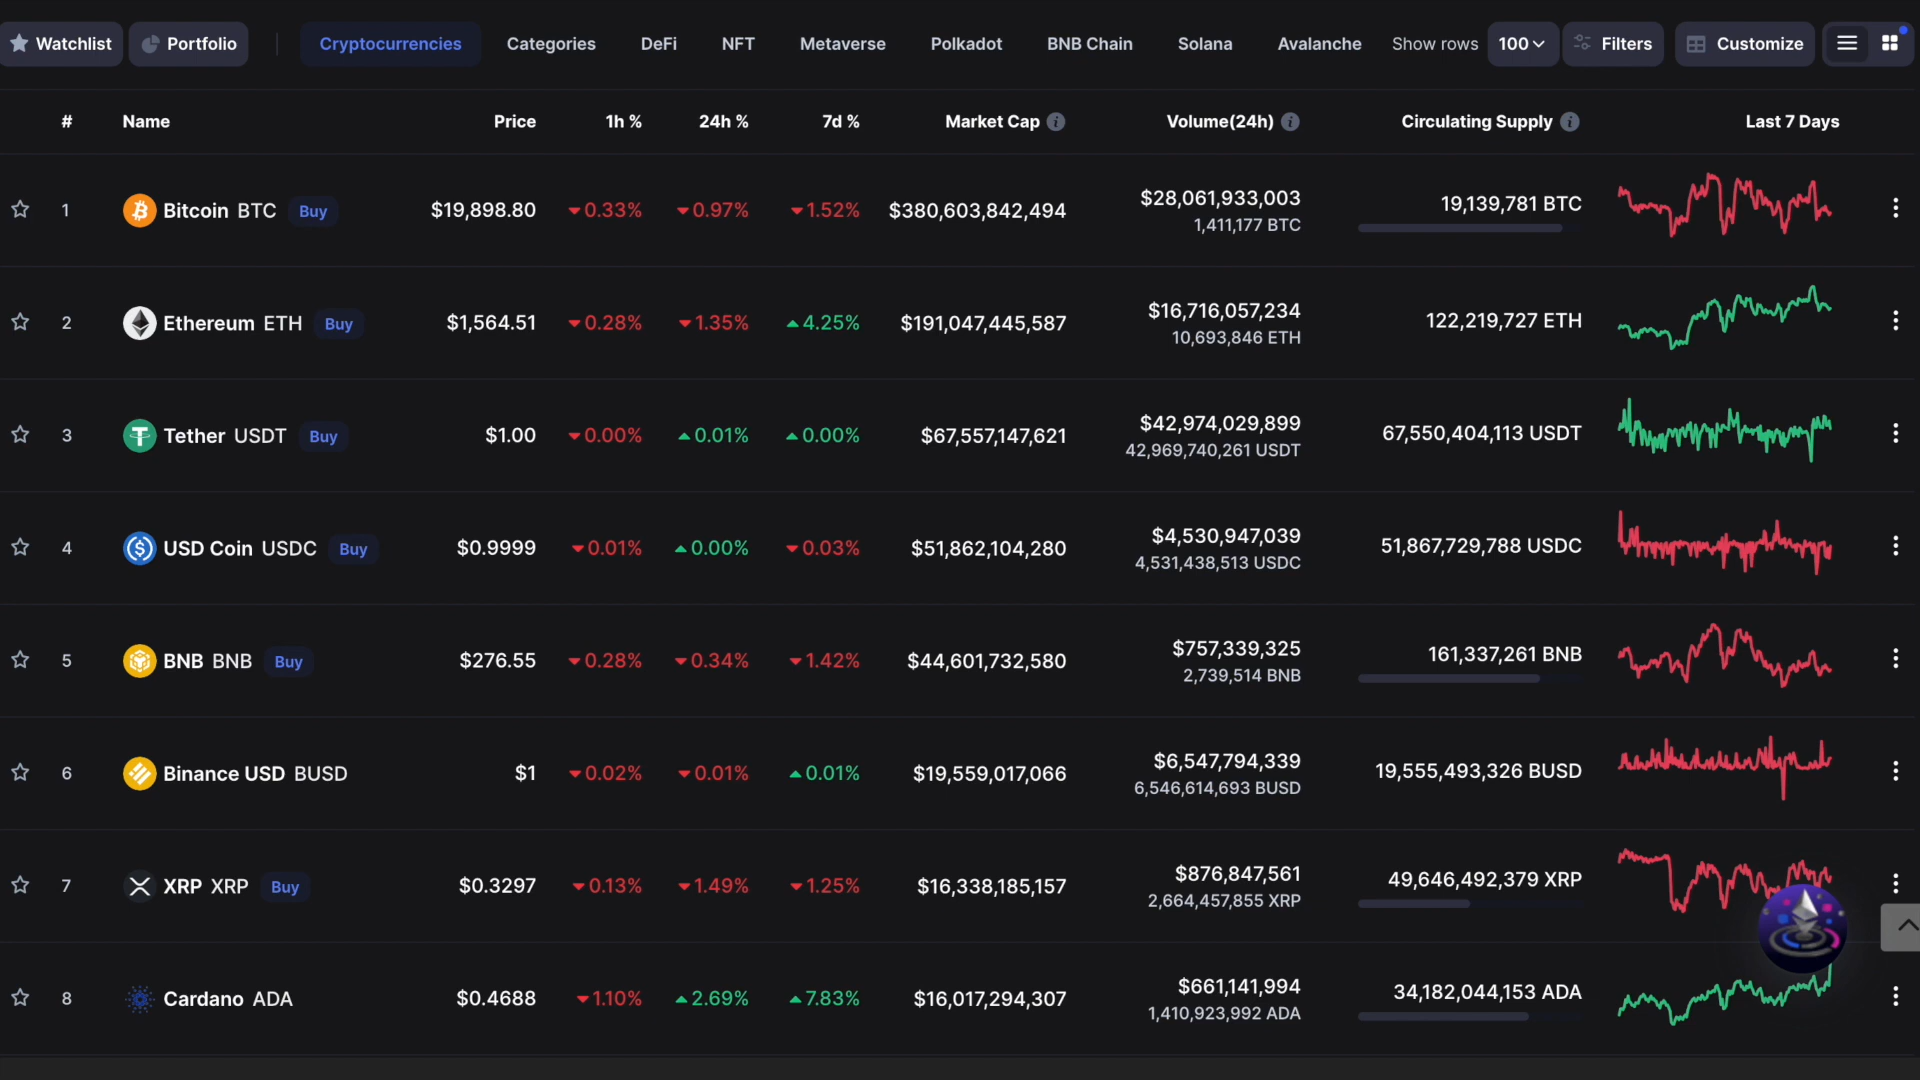 Watchlist Portfolio Cryptocurrencies Categories DeFi NFT Metaverse Polkadot BNB Chain Solana Avalanche Show rows 100 Filters Customize
# Name Price 1h % 24h % 7d % Market Cap Volume(24h) Circulating Supply Last 7 Days
1 Bitcoin BTC Buy $19,898.80 0.33% 0.97% 1.52% $380,603,842,494 $28,061,933,003 19,139,781 BTC
1,411,177 BTC
2 Ethereum ETH Buy $1,564.51 0.28% 1.35% 4.25% $191,047,445,587 $16,716,057,234 122,219,727 ETH
10,693,846 ETH
3 Tether USDT Buy $1.00 0.00% 0.01% 0.00% $67,557,147,621 $42,974,029,899 67,550,404,113 USDT
42,969,740,261 USDT
4 USD Coin USDC Buy $0.9999 0.01% 0.00% 0.03% $51,862,104,280 $4,530,947,039 51,867,729,788 USDC
4,531,438,513 USDC
5 BNB BNB Buy $276.55 0.28% 0.34% 1.42% $44,601,732,580 $757,339,325 161,337,261 BNB
2,739,514 BNB
6 Binance USD BUSD $1 0.02% 0.01% 0.01% $19,559,017,066 $6,547,794,339 19,555,493,326 BUSD
6,546,614,693 BUSD
7 XRP XRP Buy $0.3297 0.13% 1.49% 1.25% $16,338,185,157 $876,847,561 49,646,492,379 XRP
2,664,457,855 XRP
8 Cardano ADA $0.4688 1.10% 2.69% 7.83% $16,017,294,307 $661,141,994 34,182,044,153 ADA
1,410,923,992 ADA